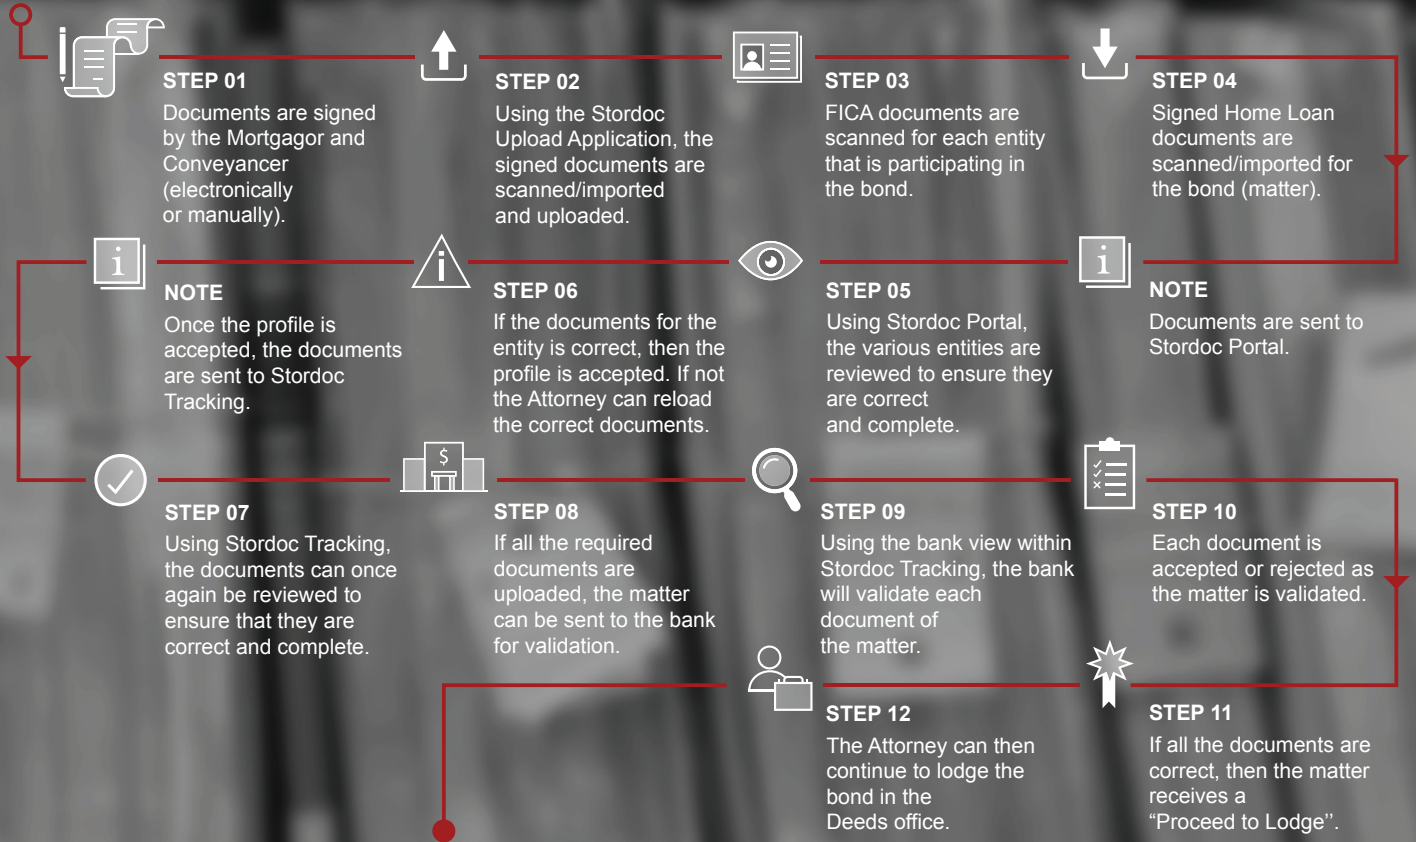 STEP 01
Documents are signed
by the Mortgagor and
Conveyancer
(electronically
or manually).
STEP 02
Using the Stordoc
Upload Application, the
signed documents are
scanned/imported
and uploaded.
STEP 03
FICA documents are
scanned for each entity
that is participating in
the bond.
STEP 04
Signed Home Loan
documents are
scanned/imported for
the bond (matter).
i
NOTE
Documents are sent to
Stordoc Portal.
STEP 05
Using Stordoc Portal,
the various entities are
reviewed to ensure they
are correct
and complete.
i
STEP 06
If the documents for the
entity is correct, then the
profile is accepted. If not
the Attorney can reload
the correct documents.
i
NOTE
Once the profile is
accepted, the documents
are sent to Stordoc
Tracking.
STEP 07
Using Stordoc Tracking,
the documents can once
again be reviewed to
ensure that they are
correct and complete.
$
STEP 08
If all the required
documents are
uploaded, the matter
can be sent to the bank
for validation.
STEP 09
Using the bank view within
Stordoc Tracking, the bank
will validate each
document of
the matter.
STEP 10
Each document is
accepted or rejected as
the matter is validated.
STEP 11
If all the documents are
correct, then the matter
receives a
“Proceed to Lodge’’.
STEP 12
The Attorney can then
continue to lodge the
bond in the
Deeds office.